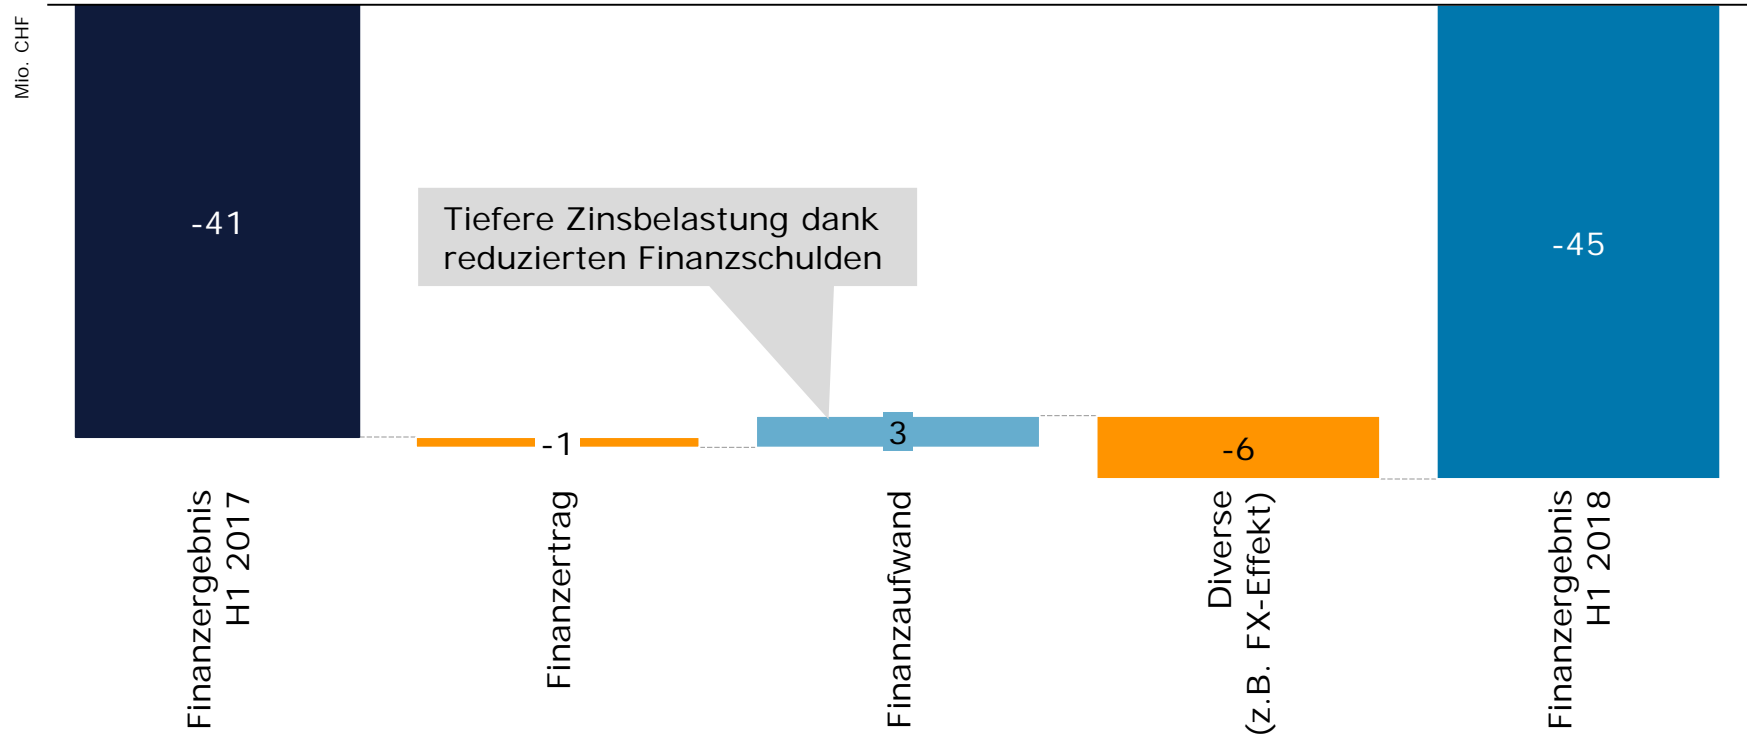 Mio. CHF
-41
Tiefere Zinsbelastung dank
reduzierten Finanzschulden
-1
3
-6
-45
Finanzergebnis
H1 2017
Finanzertrag
Finanzaufwand
Diverse
(z.B. FX-Effekt)
Finanzergebnis
H1 2018